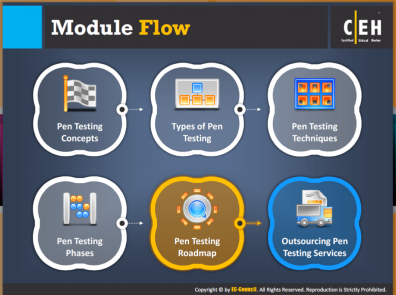 Module Flow
CEH
Certified Ethical Hacker
Pen Testing
Concepts
Types of Pen
Testing
Pen Testing
Techniques
Pen Testing
Phases
Pen Testing
Roadmap
Outsourcing Pen
Testing Services
Copyright © by EC-Council. All Rights Reserved. Reproduction is Strictly Prohibited.